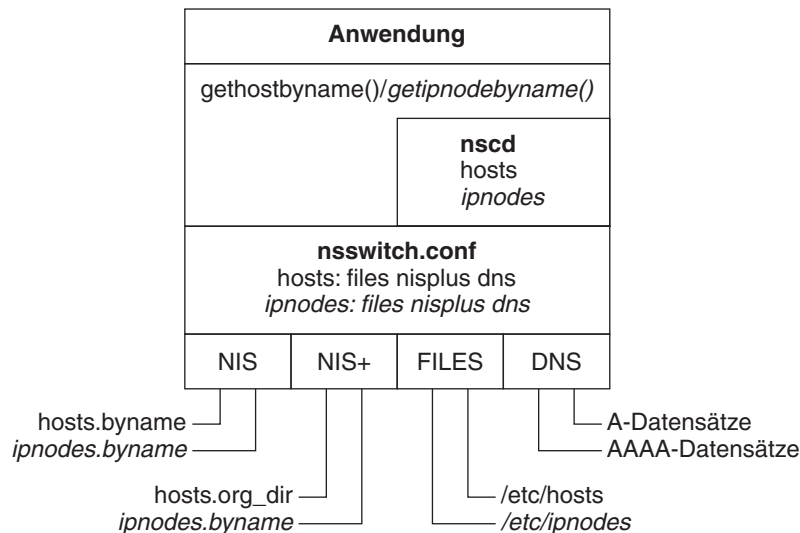 Anwendung
gethostbyname()/getipnodebyname()
nscd
hosts
ipnodes
nsswitch.conf
hosts: files nisplus dns
ipnodes: files nisplus dns
NIS
NIS+
FILES
DNS
hosts.byname
ipnodes.byname
A-Datensätze
AAAA-Datensätze
hosts.org_dir
ipnodes.byname
/etc/hosts
/etc/ipnodes